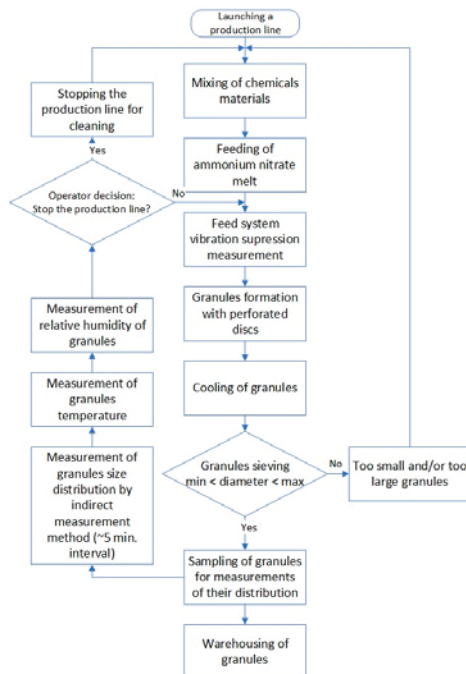 Launching a
production line
Mixing of chemicals
materials
Stopping the
production line for
cleaning
Yes
Feeding of
ammonium nitrate
melt
Operator decision:
Stop the production line?
No
Feed system
vibration supression
measurement
Measurement of
relative humidity of
granules
Granules formation
with perforated
discs
Measurement of
granules
temperature
Cooling of granules
Measurement of
granules size
distribution by
indirect
measurement
method (~5 min.
interval)
Granules sieving
min < diameter < max
No
Too small and/or too
large granules
Yes
Sampling of granules
for measurements
of their distribution
Warehousing of
granules